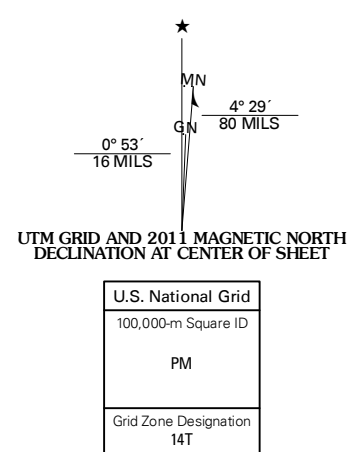 ★
MN
GN
4° 29´
80 MILS
0° 53´
16 MILS
UTM GRID AND 2011 MAGNETIC NORTH
DECLINATION AT CENTER OF SHEET
U.S. National Grid
100,000-m Square ID
PM
Grid Zone Designation
14T